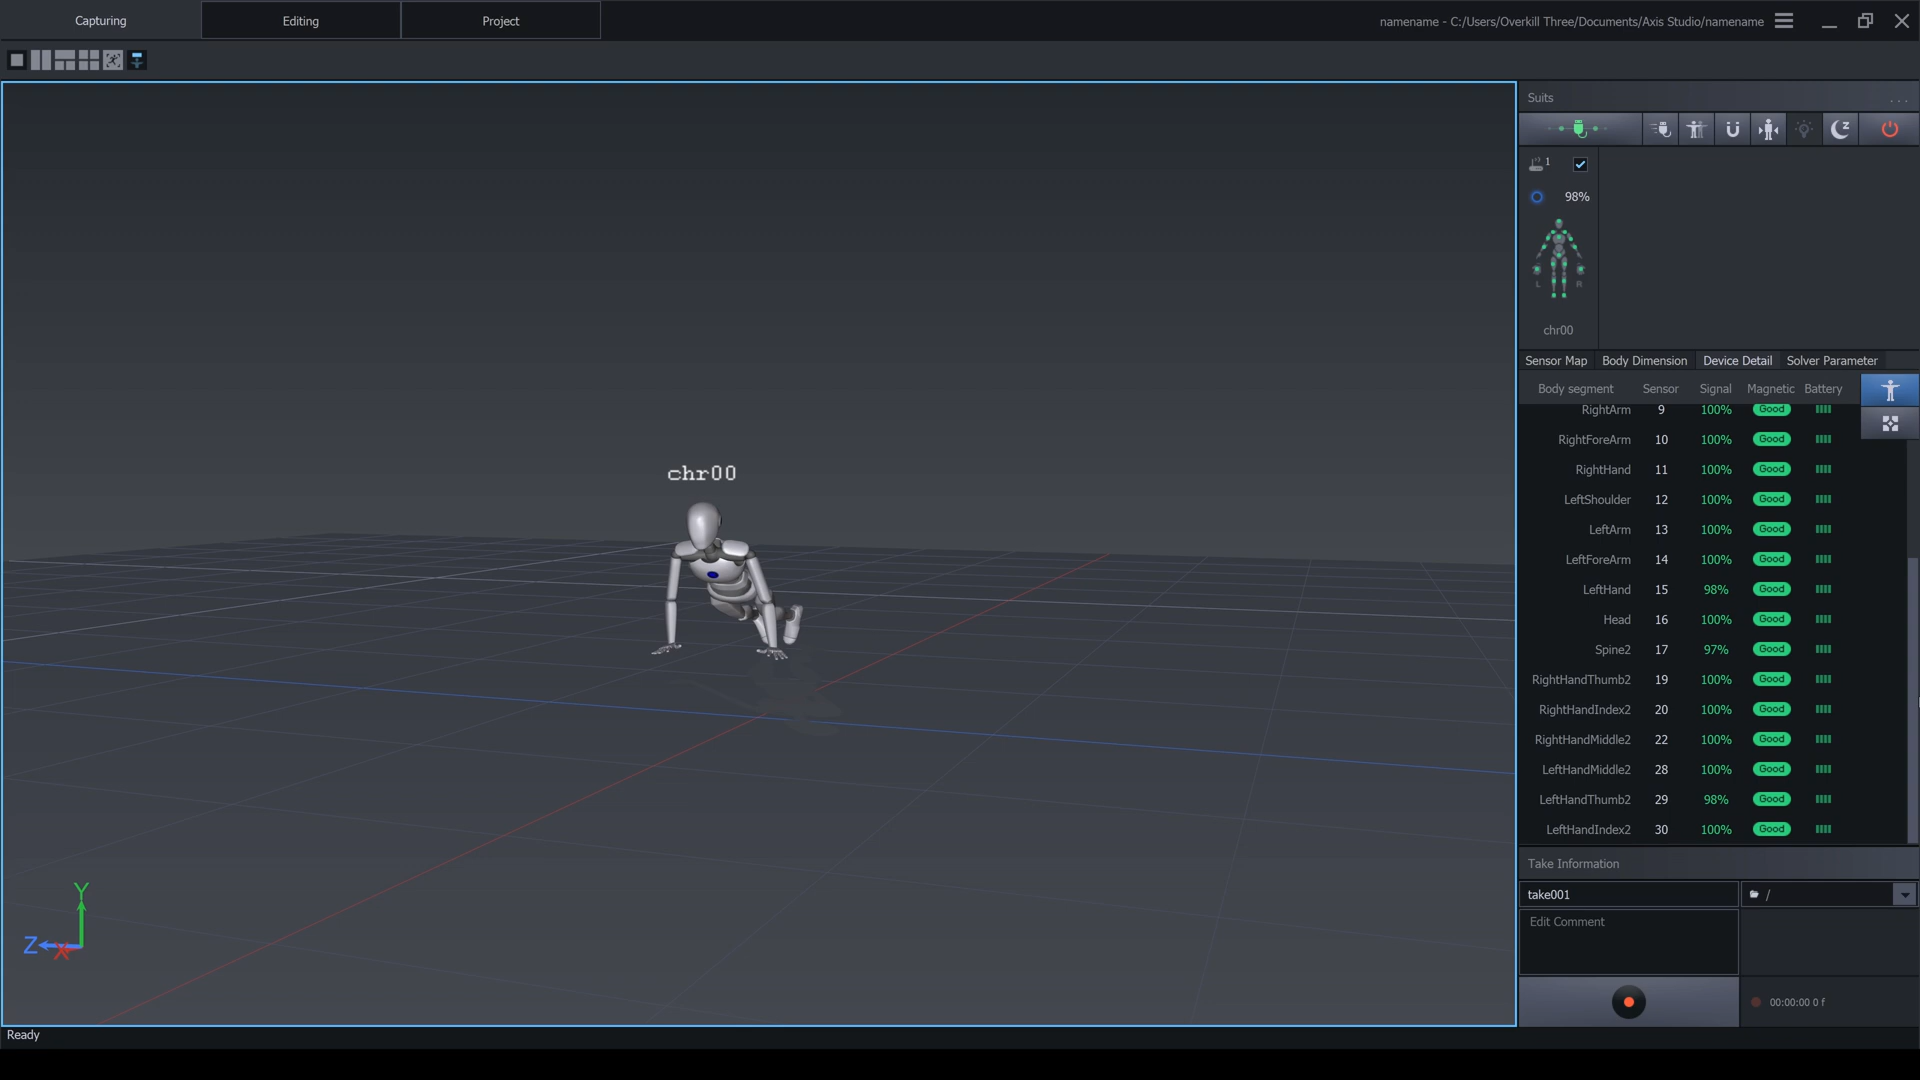 Capturing
Editing
Project
namename - C:/Users/Overkill Three/Documents/Axis Studio/namename
Suits
...
1
98%
L R
chr00
Sensor Map Body Dimension Device Detail Solver Parameter
Body segment Sensor Signal Magnetic Battery
RightArm 9 100% Good
RightForeArm 10 100% Good
RightHand 11 100% Good
LeftShoulder 12 100% Good
LeftArm 13 100% Good
LeftForeArm 14 100% Good
LeftHand 15 98% Good
Head 16 100% Good
Spine2 17 97% Good
RightHandThumb2 19 100% Good
RightHandIndex2 20 100% Good
RightHandMiddle2 22 100% Good
LeftHandMiddle2 28 100% Good
LeftHandThumb2 29 98% Good
LeftHandIndex2 30 100% Good
Take Information
take001 /
Edit Comment
00:00:00 0 f
chr00
Y
Z X
Ready